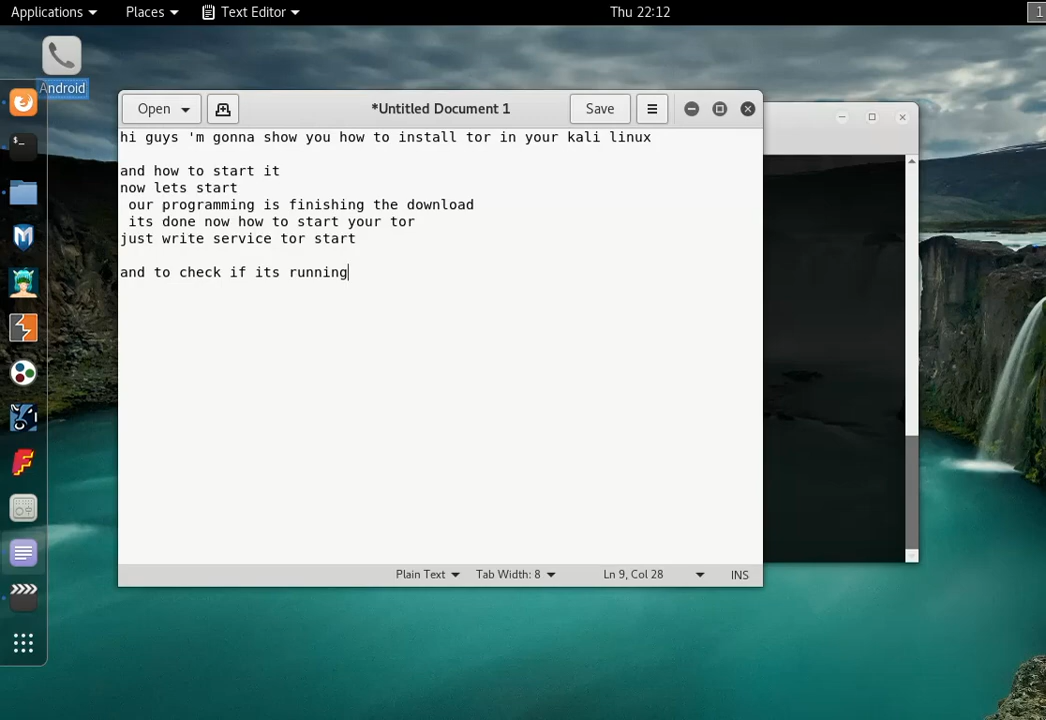 Applications Places Text Editor Thu 22:12 1
Android
Open *Untitled Document 1 Save
hi guys 'm gonna show you how to install tor in your kali linux
and how to start it
now lets start
our programming is finishing the download
its done now how to start your tor
just write service tor start
and to check if its running
Plain Text Tab Width: 8 Ln 9, Col 28 INS